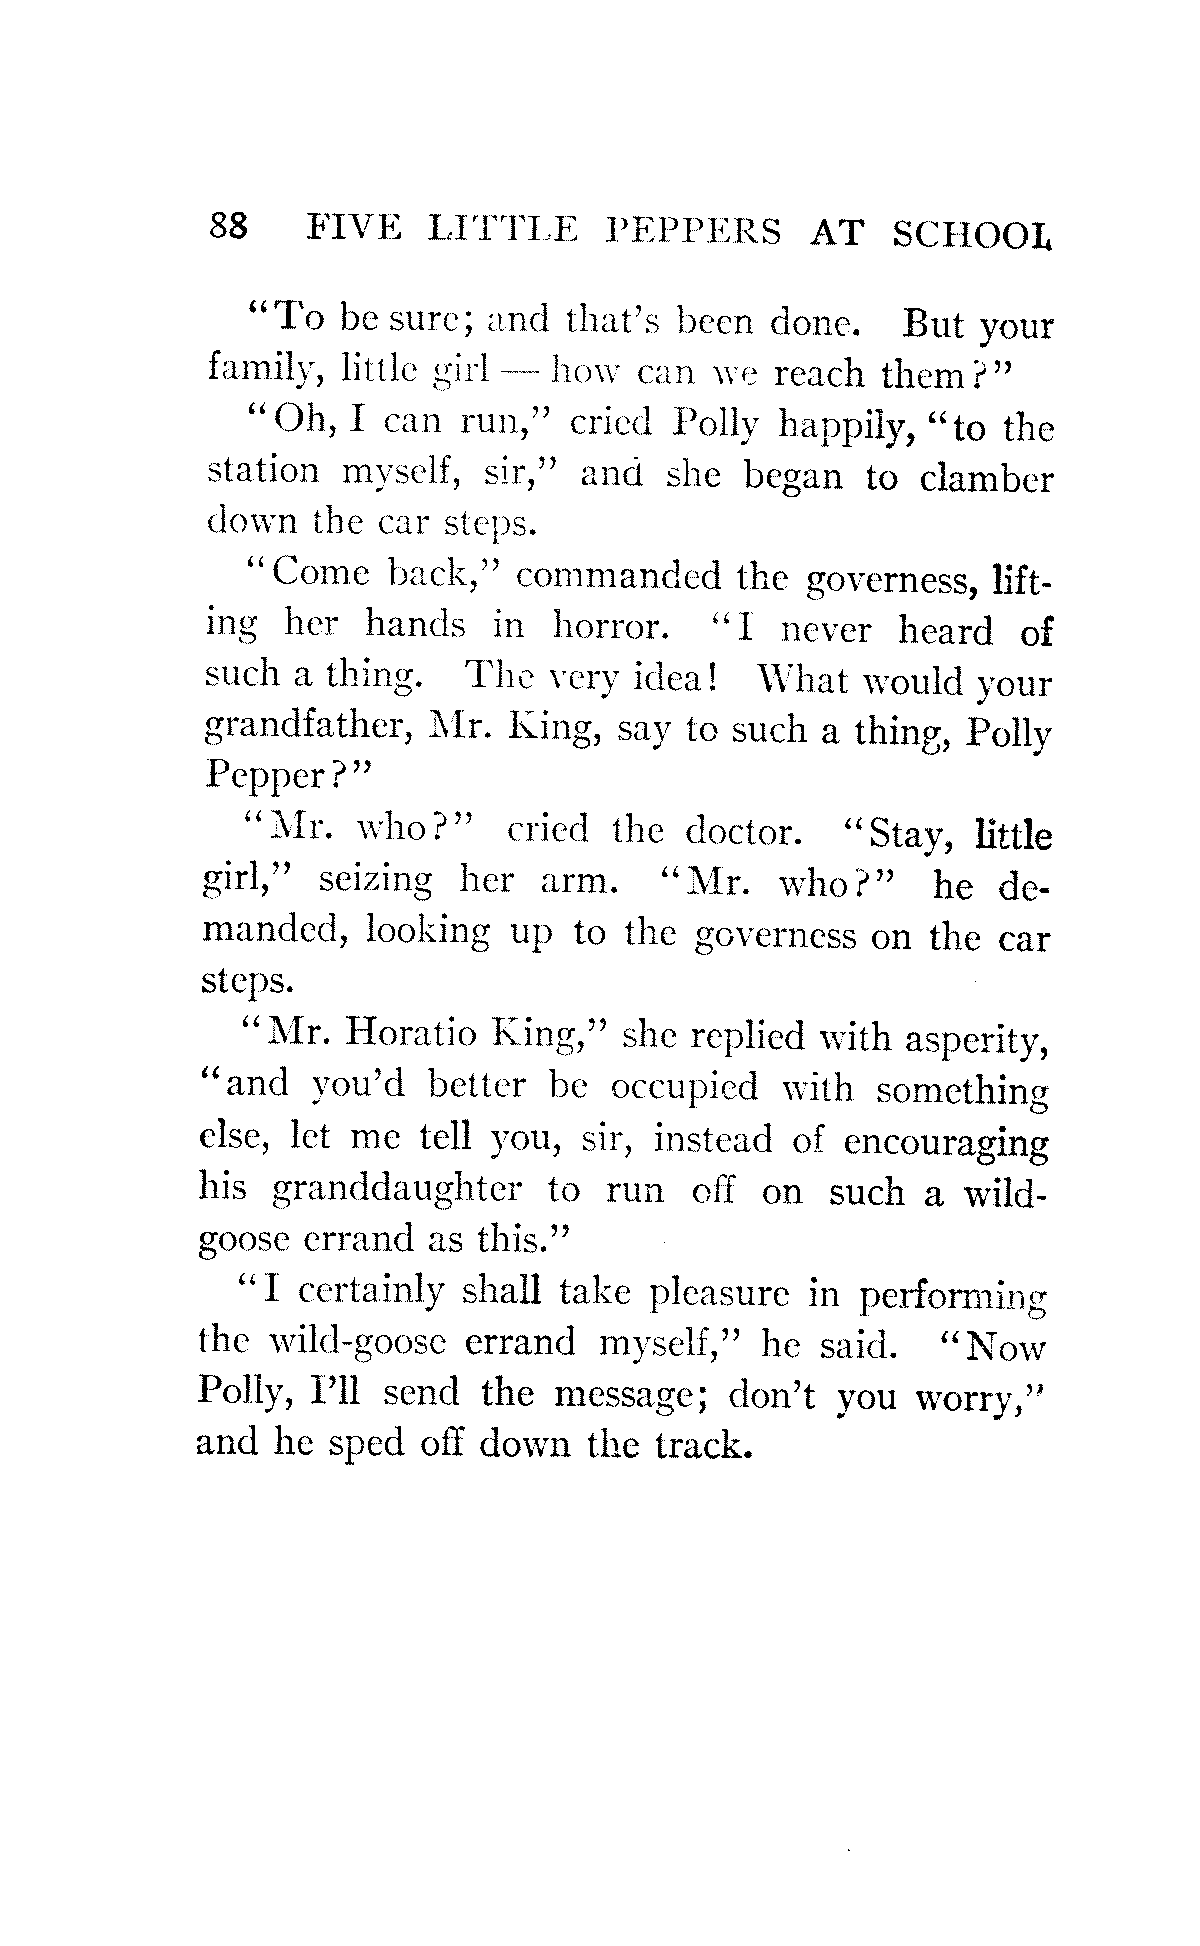 88 FIVE LITTLE PEPPERS AT SCHOOL
"To be sure; and that's been done. But your
family, little girl — how can we reach them?"
"Oh, I can run," cried Polly happily, "to the
station myself, sir," and she began to clamber
down the car steps.
"Come back," commanded the governess, lift-
ing her hands in horror. "I never heard of
such a thing. The very idea! What would your
grandfather, Mr. King, say to such a thing, Polly
Pepper?"
"Mr. who?" cried the doctor. "Stay, little
girl," seizing her arm. "Mr. who?" he de-
manded, looking up to the governess on the car
steps.
"Mr. Horatio King," she replied with asperity,
"and you'd better be occupied with something
else, let me tell you, sir, instead of encouraging
his granddaughter to run off on such a wild-
goose errand as this."
"I certainly shall take pleasure in performing
the wild-goose errand myself," he said. "Now
Polly, I'll send the message; don't you worry,"
and he sped off down the track.